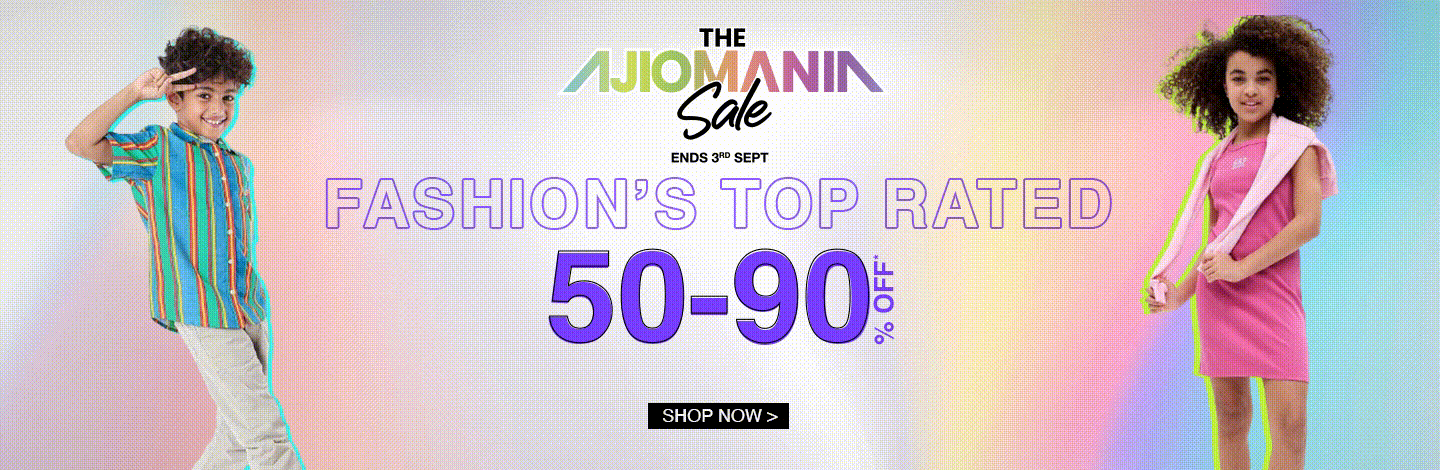 THE
AJIOMANIA
Sale
ENDS 3RD SEPT
FASHION'S TOP RATED
50-90% OFF*
SHOP NOW >